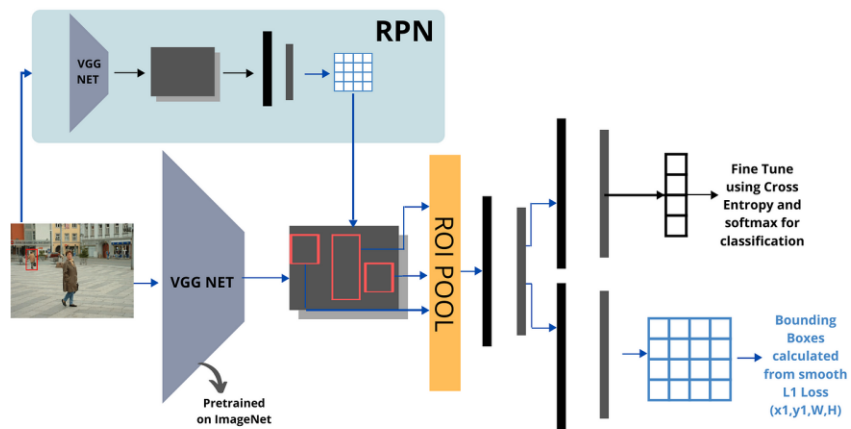 RPN
VGG
NET
VGG NET
Pretrained
on ImageNet
ROI POOL
Fine Tune
using Cross
Entropy and
softmax for
classification
Bounding
Boxes
calculated
from smooth
L1 Loss
(x1,y1,W,H)